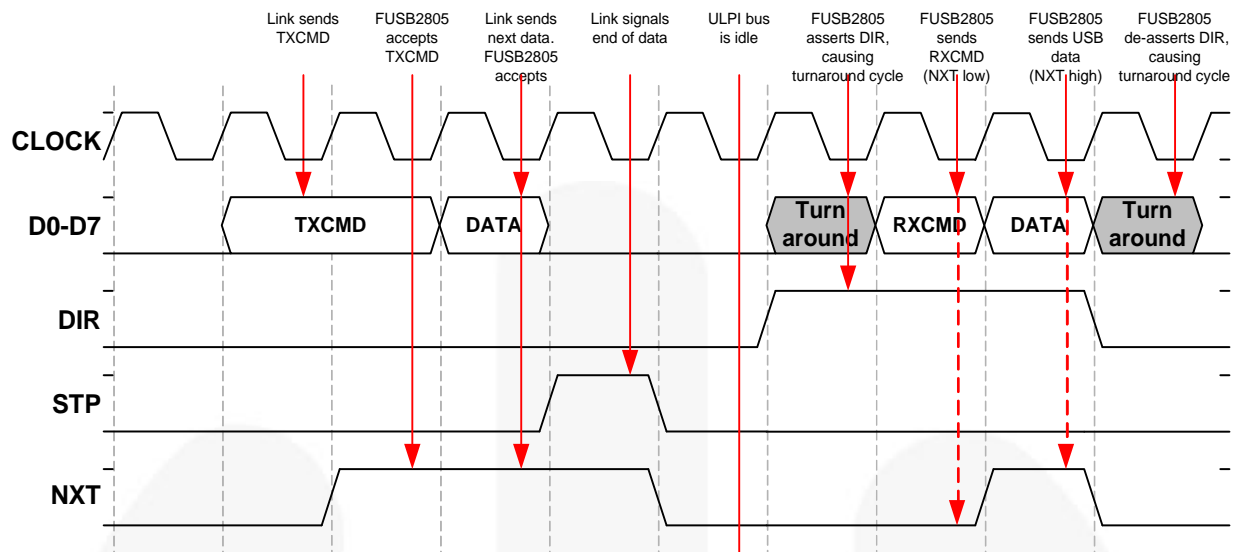 Link sends
TXCMD
FUSB2805
accepts
TXCMD
Link sends
next data.
FUSB2805
accepts
Link signals
end of data
ULPI bus
is idle
FUSB2805
asserts DIR,
causing
turnaround cycle
FUSB2805
sends
RXCMD
(NXT low)
FUSB2805
sends USB
data
(NXT high)
FUSB2805
de-asserts DIR,
causing
turnaround cycle
CLOCK
D0-D7
TXCMD
DATA
Turn
around
RXCMD
DATA
Turn
around
DIR
STP
NXT